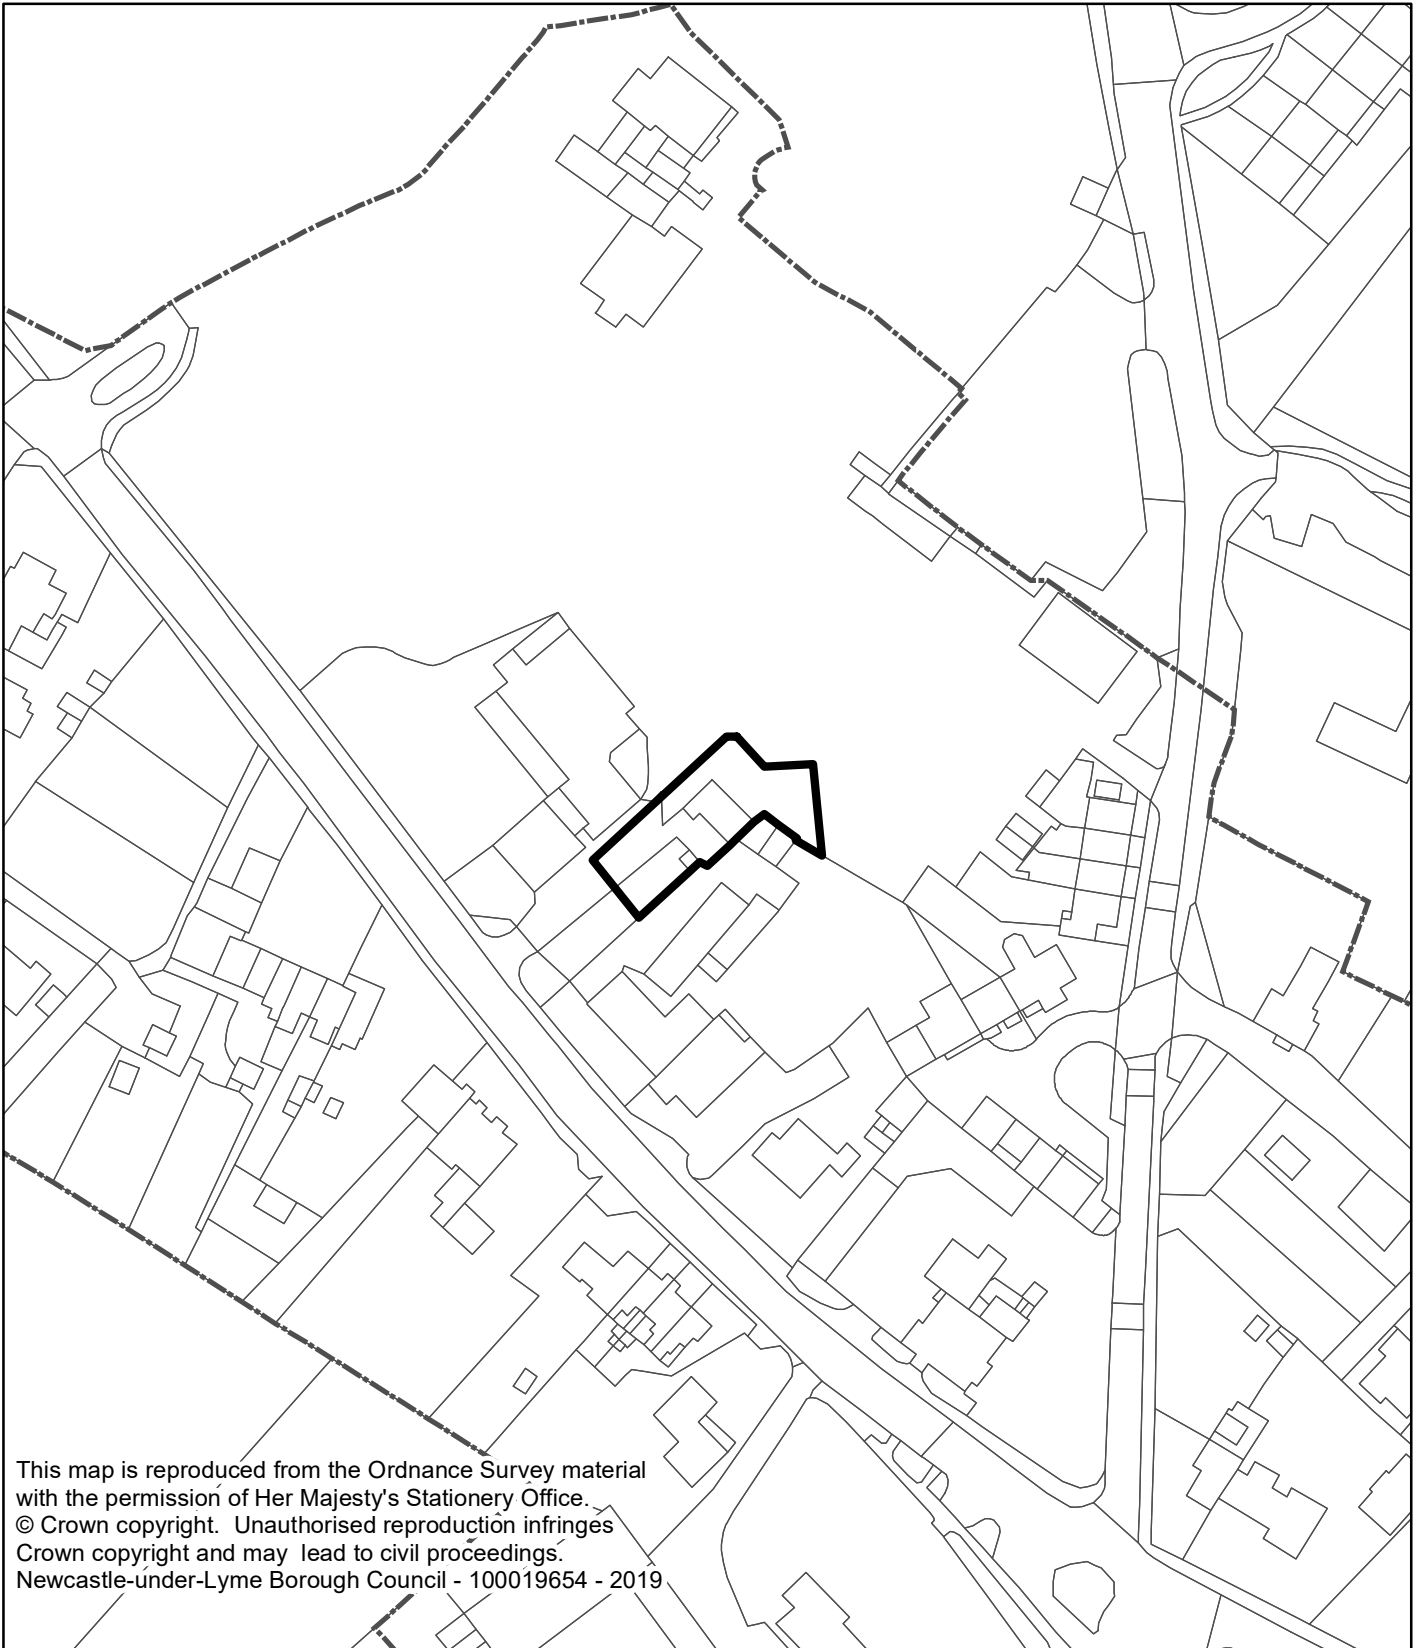 This map is reproduced from the Ordnance Survey material
with the permission of Her Majesty's Stationery Office.
© Crown copyright.  Unauthorised reproduction infringes
Crown copyright and may  lead to civil proceedings.
Newcastle-under-Lyme Borough Council - 100019654 - 2019